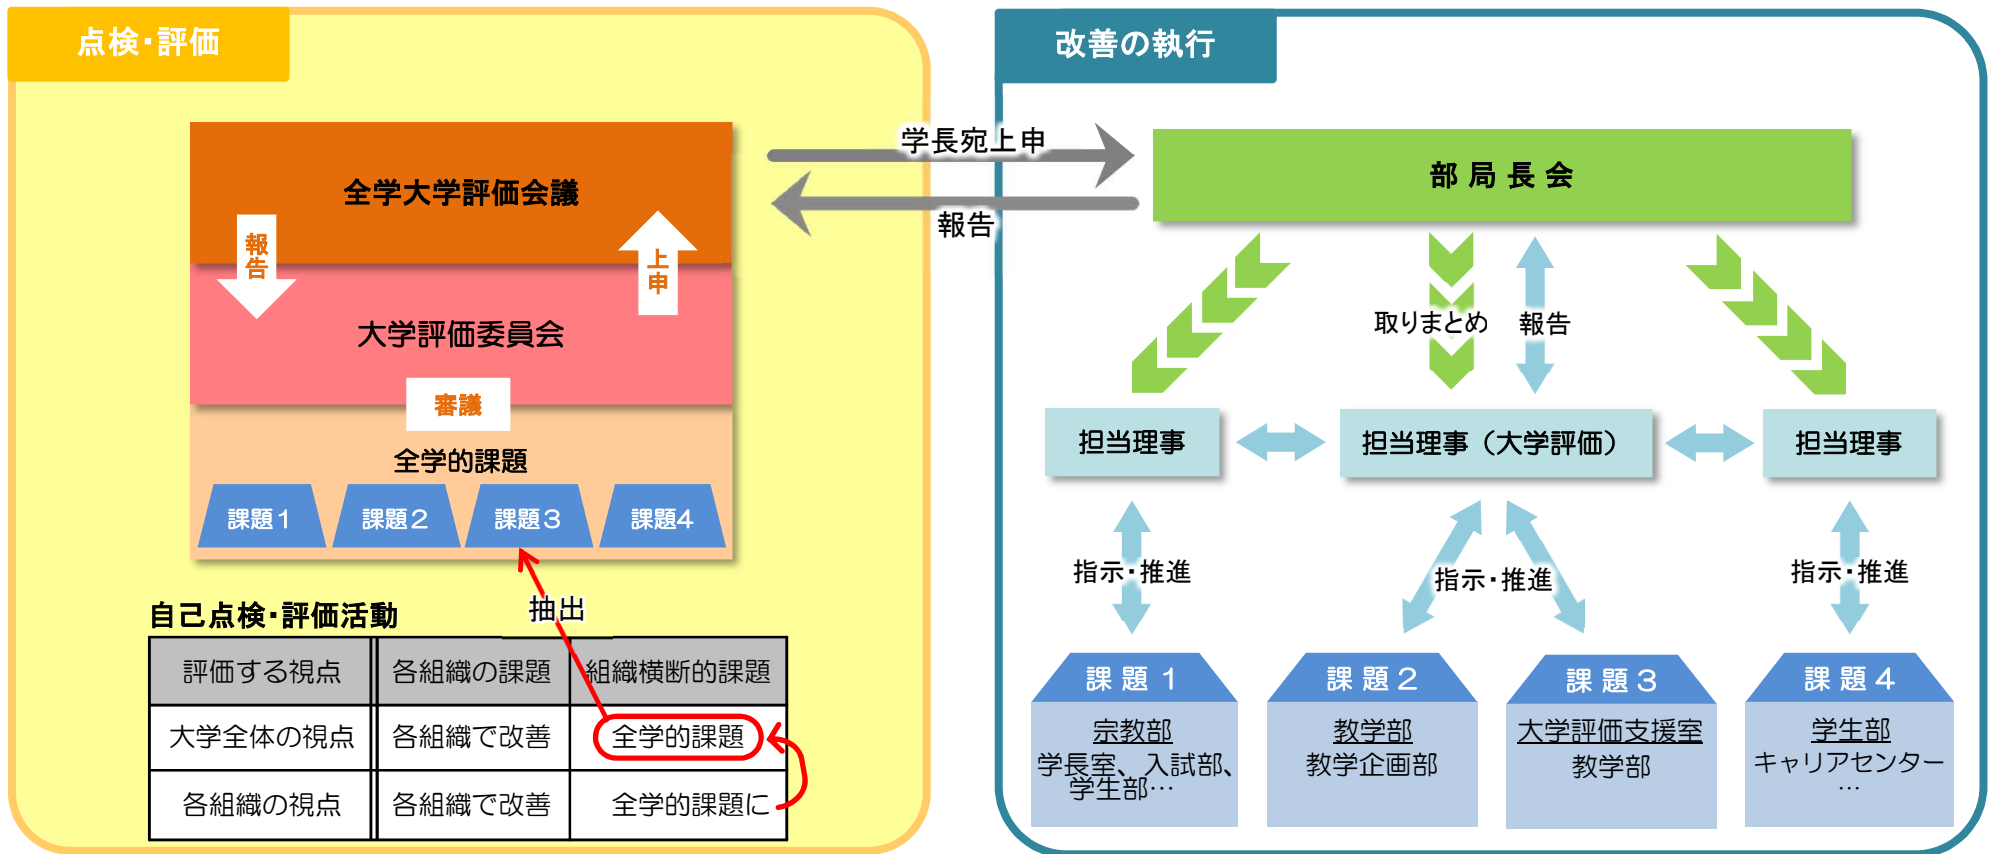 点検・評価
全学大学評価会議
報告
上申
大学評価委員会
審議
全学的課題
課題1
課題2
課題3
課題4
抽出
自己点検・評価活動
評価する視点
各組織の課題
組織横断的課題
大学全体の視点
各組織で改善
全学的課題
各組織の視点
各組織で改善
全学的課題に
学長宛上申
報告
改善の執行
部局長会
取りまとめ
報告
担当理事
担当理事（大学評価）
担当理事
指示・推進
指示・推進
指示・推進
課題1
宗教部
学長室、入試部、
学生部…
課題2
教学部
教学企画部
課題3
大学評価支援室
教学部
課題4
学生部
キャリアセンター
…